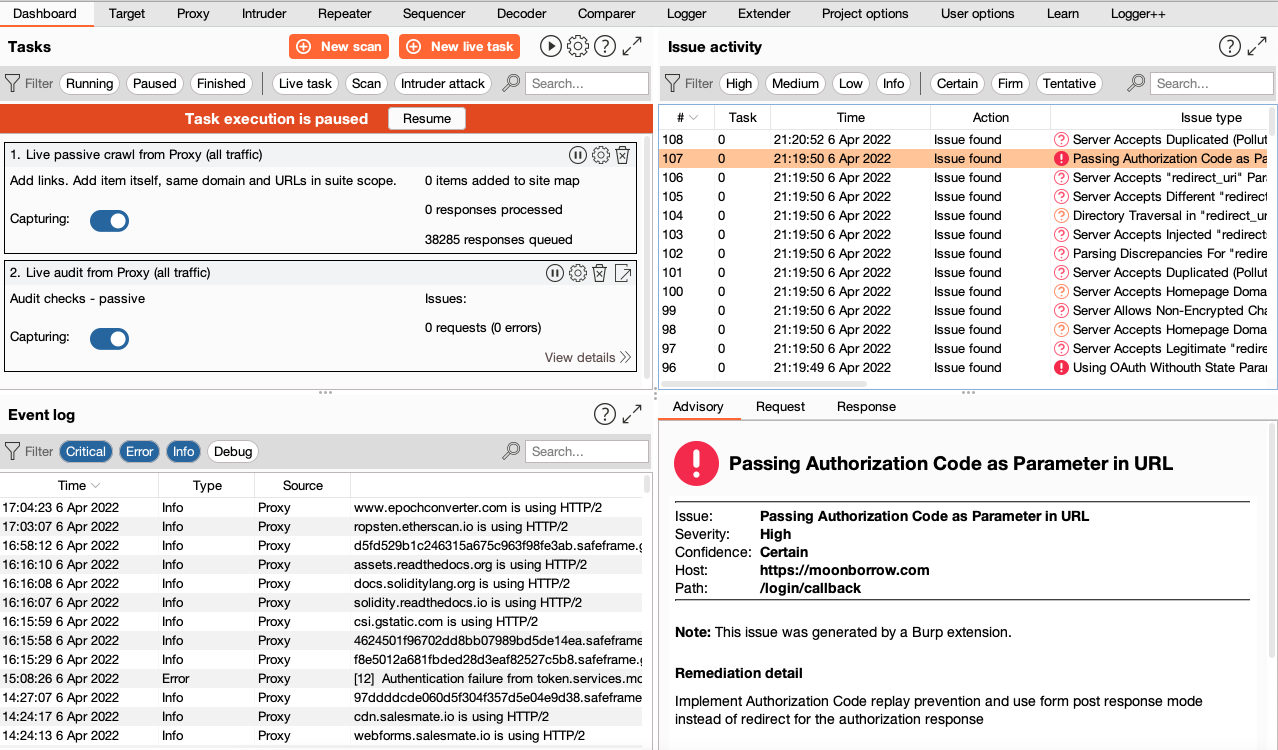 Dashboard Target Proxy Intruder Repeater Sequencer Decoder Comparer Logger Extender Project options User options Learn Logger++
Tasks New scan New live task
Filter Running Paused Finished Live task Scan Intruder attack Search...
Task execution is paused Resume
1. Live passive crawl from Proxy (all traffic)
Add links. Add item itself, same domain and URLs in suite scope. 0 items added to site map
0 responses processed
Capturing:
38285 responses queued
2. Live audit from Proxy (all traffic)
Audit checks - passive Issues:
0 requests (0 errors)
Capturing:
View details
Issue activity
Filter High Medium Low Info Certain Firm Tentative Search...
# Task Time Action Issue type
108 0 21:20:52 6 Apr 2022 Issue found Server Accepts Duplicated (Pollut
107 0 21:19:50 6 Apr 2022 Issue found Passing Authorization Code as Pa
106 0 21:19:50 6 Apr 2022 Issue found Server Accepts "redirect_uri" Par
105 0 21:19:50 6 Apr 2022 Issue found Server Accepts Different "redirect
104 0 21:19:50 6 Apr 2022 Issue found Directory Traversal in "redirect_ur
103 0 21:19:50 6 Apr 2022 Issue found Server Accepts Injected "redirects
102 0 21:19:50 6 Apr 2022 Issue found Parsing Discrepancies For "redire
101 0 21:19:50 6 Apr 2022 Issue found Server Accepts Duplicated (Pollut
100 0 21:19:50 6 Apr 2022 Issue found Server Accepts Homepage Doma
99 0 21:19:50 6 Apr 2022 Issue found Server Allows Non-Encrypted Cha
98 0 21:19:50 6 Apr 2022 Issue found Server Accepts Homepage Doma
97 0 21:19:50 6 Apr 2022 Issue found Server Accepts Legitimate "redire
96 0 21:19:49 6 Apr 2022 Issue found Using OAuth Withouth State Parar
Event log
Filter Critical Error Info Debug Search...
Time Type Source
17:04:23 6 Apr 2022 Info Proxy www.epochconverter.com is using HTTP/2
17:03:07 6 Apr 2022 Info Proxy ropsten.etherscan.io is using HTTP/2
16:58:12 6 Apr 2022 Info Proxy d5fd529b1c246315a675c963f98fe3ab.safeframe.g
16:16:10 6 Apr 2022 Info Proxy assets.readthedocs.org is using HTTP/2
16:16:08 6 Apr 2022 Info Proxy docs.soliditylang.org is using HTTP/2
16:16:07 6 Apr 2022 Info Proxy solidity.readthedocs.io is using HTTP/2
16:15:59 6 Apr 2022 Info Proxy csi.gstatic.com is using HTTP/2
16:15:58 6 Apr 2022 Info Proxy 4624501f96702dd8bb07989bd5de14ea.safeframe
16:15:29 6 Apr 2022 Info Proxy f8e5012a681fbded28d3eaf82527c5b8.safeframe.g
15:08:26 6 Apr 2022 Error Proxy [12] Authentication failure from token.services.mo
14:27:07 6 Apr 2022 Info Proxy 97ddddcde060d5f304f357d5e04e9d38.safeframe
14:24:17 6 Apr 2022 Info Proxy cdn.salesmate.io is using HTTP/2
14:24:13 6 Apr 2022 Info Proxy webforms.salesmate.io is using HTTP/2
Advisory Request Response
Passing Authorization Code as Parameter in URL
Issue: Passing Authorization Code as Parameter in URL
Severity: High
Confidence: Certain
Host: https://moonborrow.com
Path: /login/callback
Note: This issue was generated by a Burp extension.
Remediation detail
Implement Authorization Code replay prevention and use form post response mode
instead of redirect for the authorization response